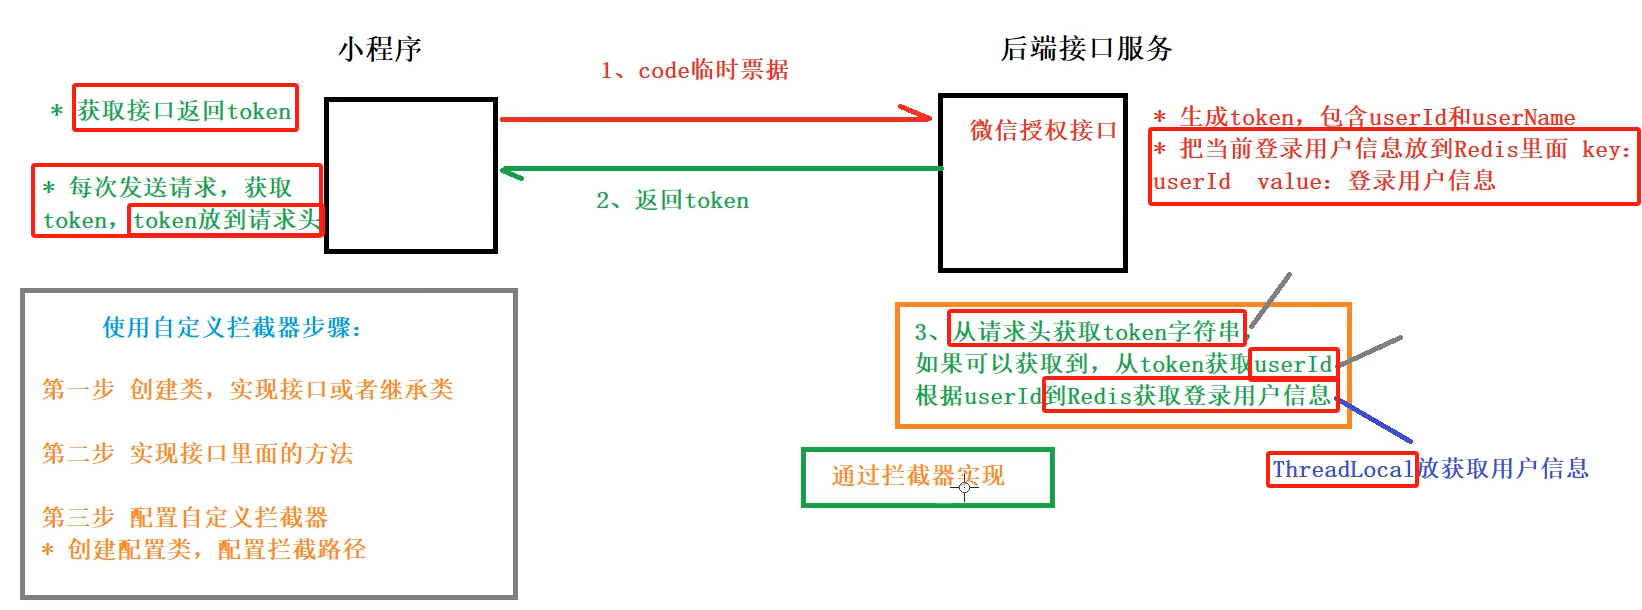 小程序
后端接口服务
1、code临时票据
* 获取接口返回token
微信授权接口
* 生成token，包含userId和userName
* 把当前登录用户信息放到Redis里面 key：
userId value：登录用户信息
* 每次发送请求，获取
token，token放到请求头
2、返回token
使用自定义拦截器步骤：
第一步 创建类，实现接口或者继承类
第二步 实现接口里面的方法
第三步 配置自定义拦截器
* 创建配置类，配置拦截路径
3、从请求头获取token字符串，
如果可以获取到，从token获取userId
根据userId到Redis获取登录用户信息
通过拦截器实现
ThreadLocal放获取用户信息